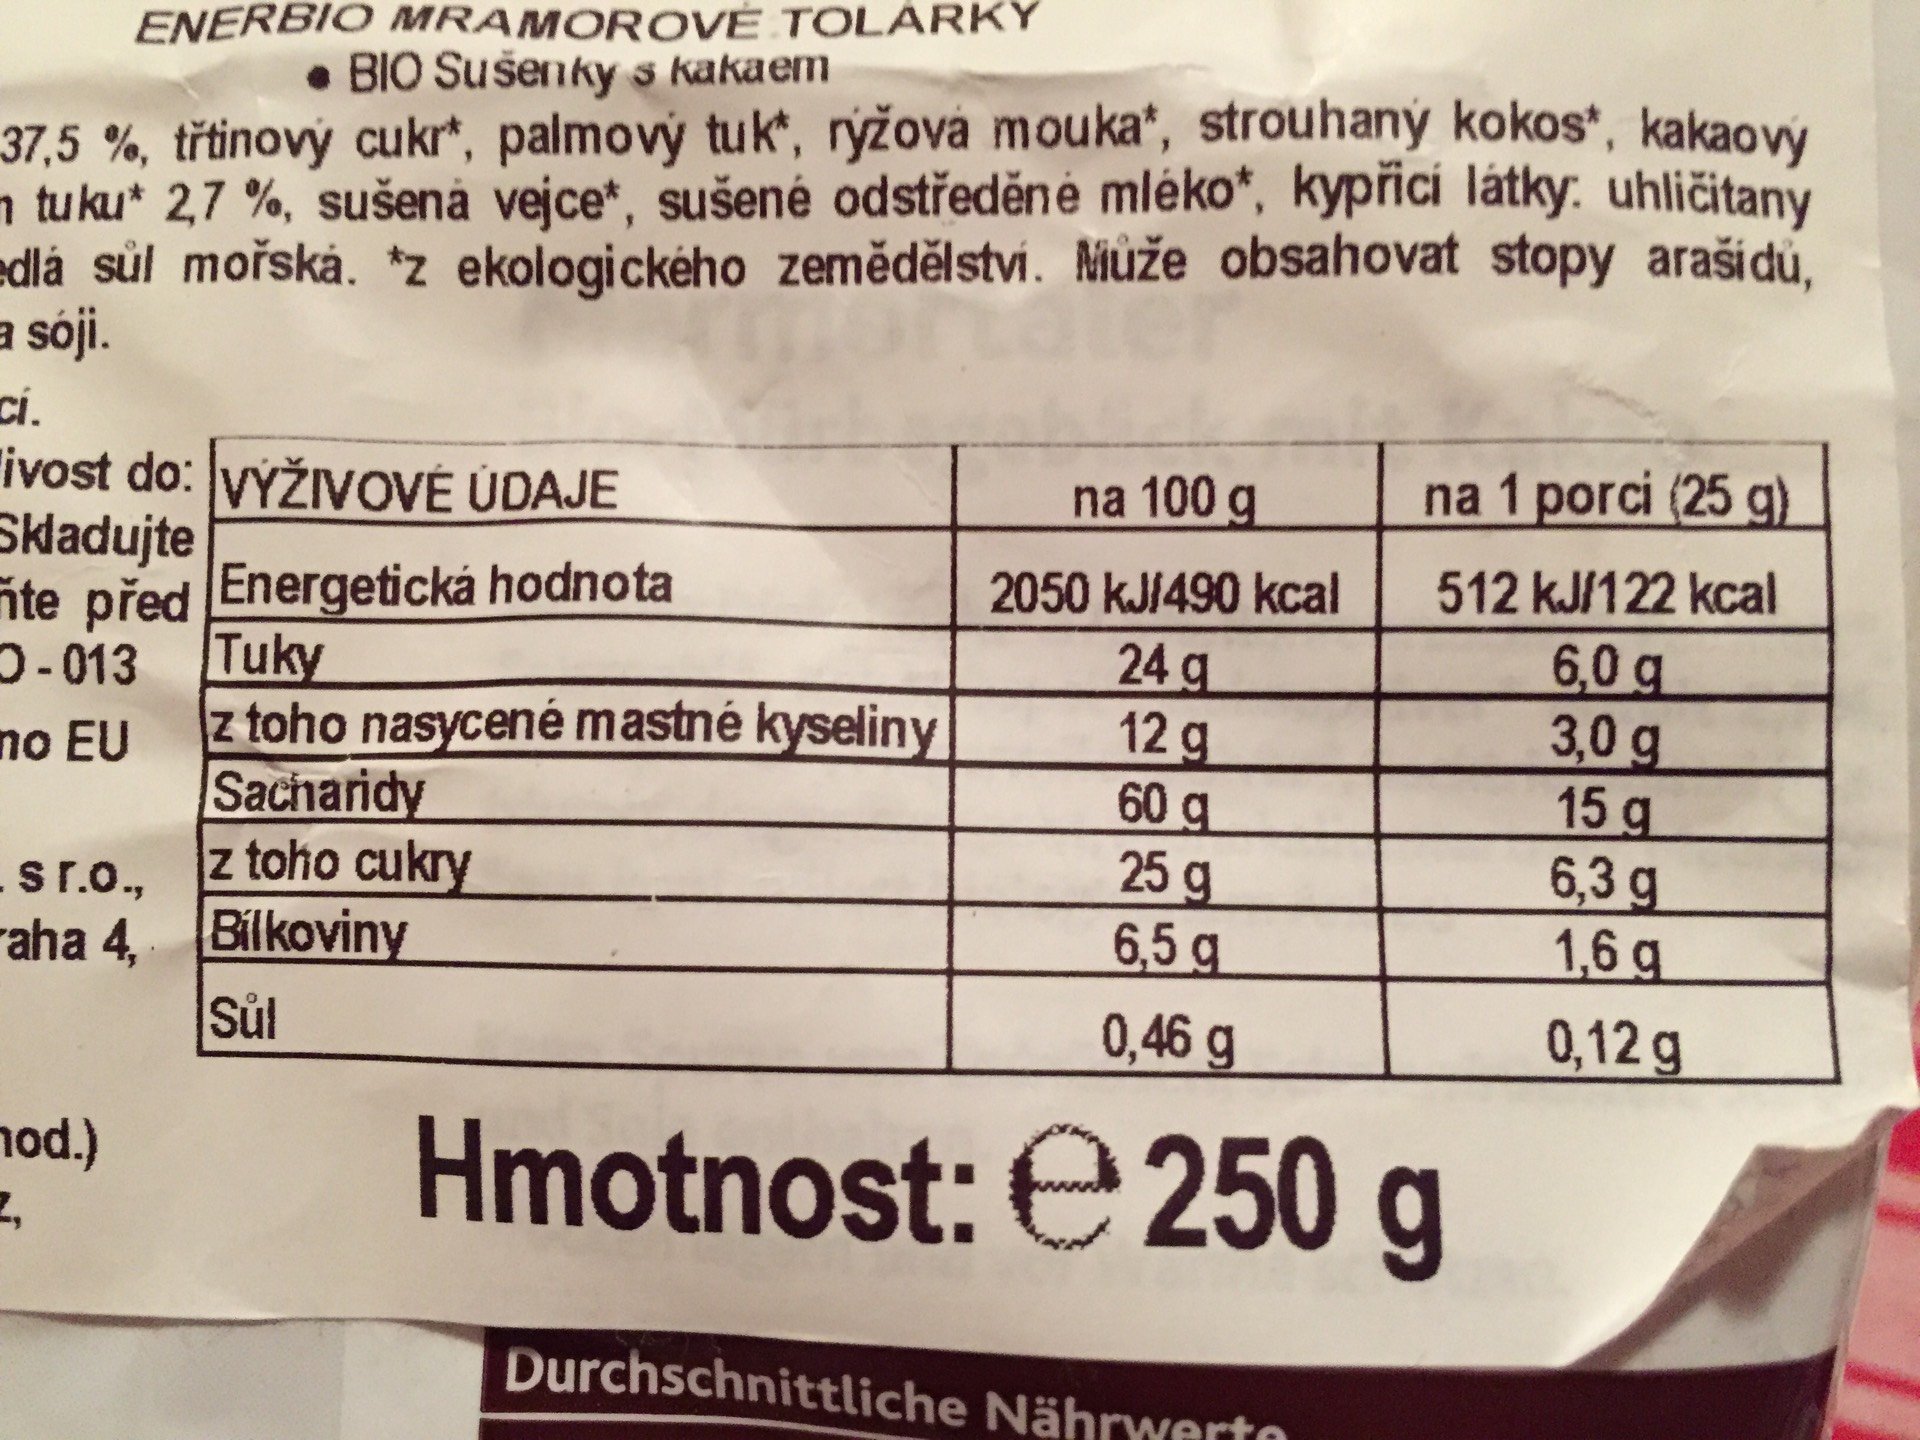 ENERBIO MRAMOROVÉ TOLÁRKY
• BIO Sušenky s kakaem
37,5 %, třtinový cukr*, palmový tuk*, rýžová mouka*, strouhaný kokos*, kakaový
tuku* 2,7 %, sušená vejce*, sušené odstředěné mléko*, kypřicí látky: uhličitany
edlá sůl mořská. *z ekologického zemědělství. Může obsahovat stopy arašídů,
a sóji.
cí.
ivost do:
Skladujte
ňte před
O - 013
no EU
. s r.o.,
raha 4,
hod.)
z,
VÝŽIVOVÉ ÚDAJE na 100 g na 1 porci (25 g)
Energetická hodnota 2050 kJ/490 kcal 512 kJ/122 kcal
Tuky 24 g 6,0 g
z toho nasycené mastné kyseliny 12 g 3,0 g
Sacharidy 60 g 15 g
z toho cukry 25 g 6,3 g
Bílkoviny 6,5 g 1,6 g
Sůl 0,46 g 0,12 g
Hmotnost: ℮ 250 g
Durchschnittliche Nährwerte